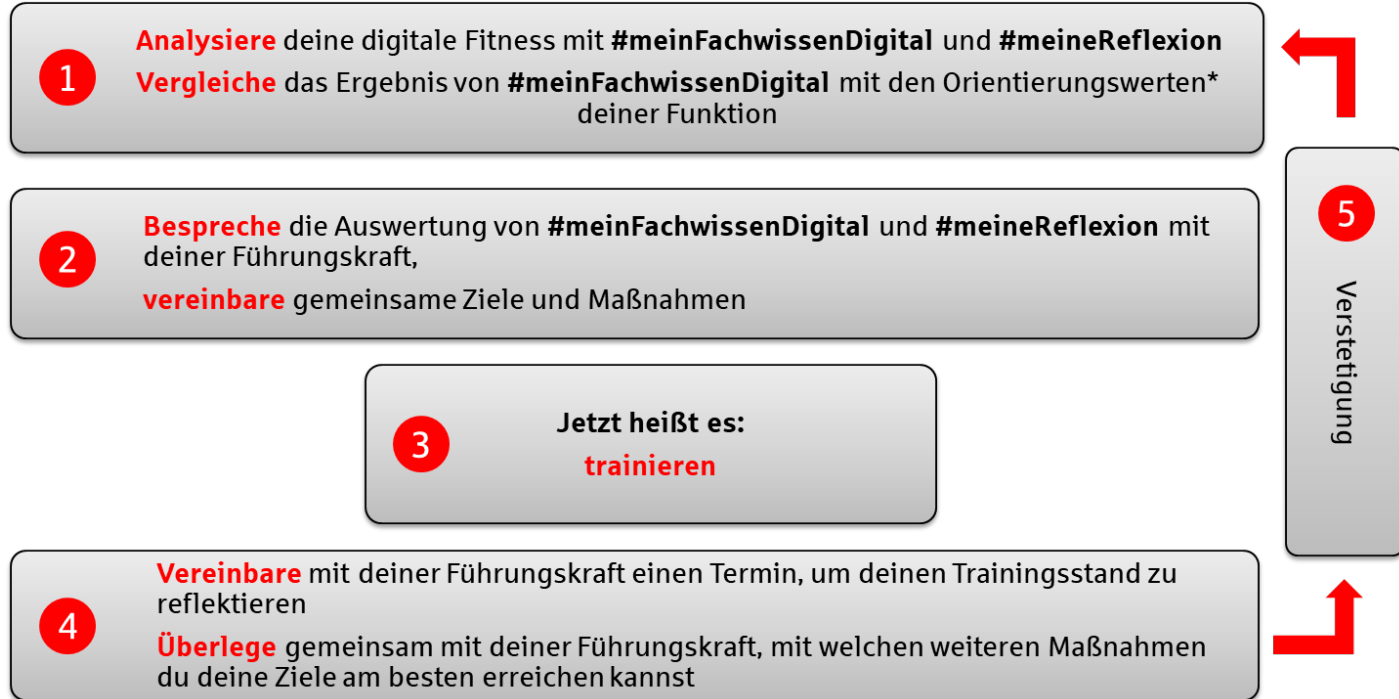 1
Analysiere deine digitale Fitness mit #meinFachwissenDigital und #meineReflexion
Vergleiche das Ergebnis von #meinFachwissenDigital mit den Orientierungswerten*
deiner Funktion
2
Bespreche die Auswertung von #meinFachwissenDigital und #meineReflexion mit
deiner Führungskraft,
vereinbare gemeinsame Ziele und Maßnahmen
3
Jetzt heißt es:
trainieren
4
Vereinbare mit deiner Führungskraft einen Termin, um deinen Trainingsstand zu
reflektieren
Überlege gemeinsam mit deiner Führungskraft, mit welchen weiteren Maßnahmen
du deine Ziele am besten erreichen kannst
5
Verstetigung